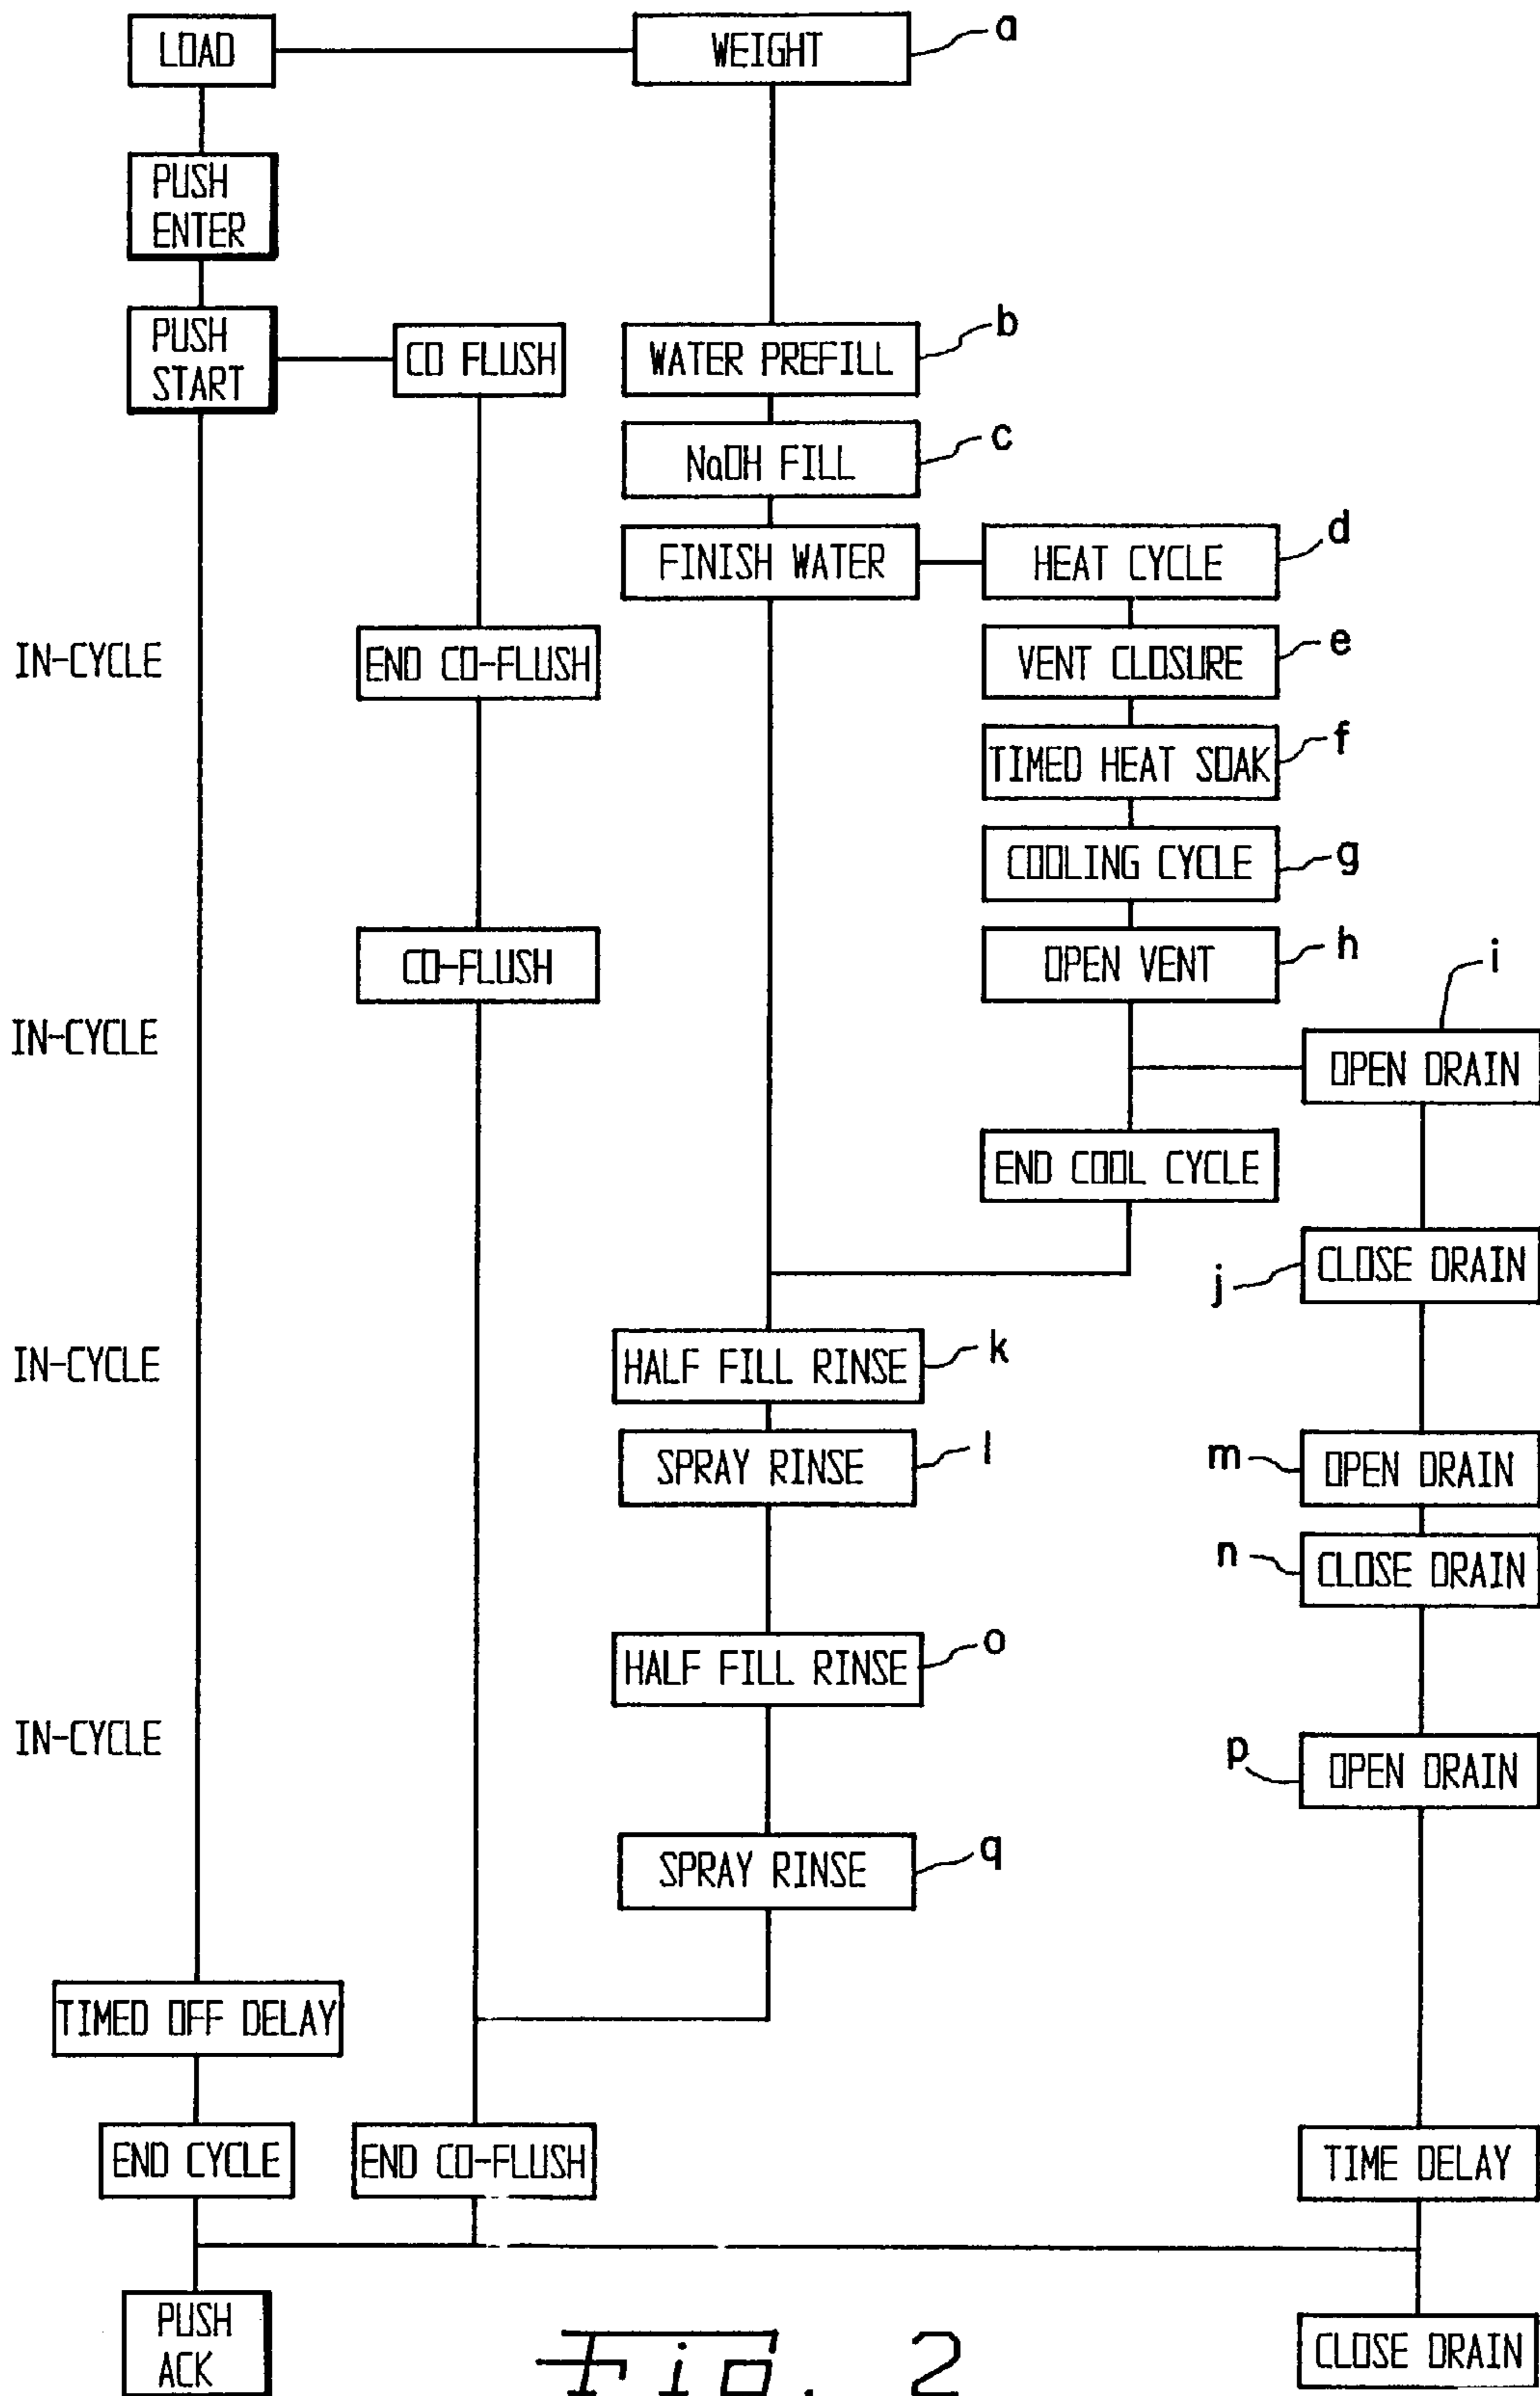 LOAD
WEIGHT
a
PUSH
ENTER
PUSH
START
CO FLUSH
WATER PREFILL
b
NaOH FILL
c
FINISH WATER
HEAT CYCLE
d
IN-CYCLE
END CO-FLUSH
VENT CLOSURE
e
TIMED HEAT SOAK
f
COOLING CYCLE
g
CO-FLUSH
OPEN VENT
h
i
IN-CYCLE
OPEN DRAIN
END COOL CYCLE
j
CLOSE DRAIN
IN-CYCLE
HALF FILL RINSE
k
SPRAY RINSE
l
m
OPEN DRAIN
n
CLOSE DRAIN
HALF FILL RINSE
o
IN-CYCLE
p
OPEN DRAIN
SPRAY RINSE
q
TIMED OFF DELAY
END CYCLE
END CO-FLUSH
TIME DELAY
PUSH
ACK
CLOSE DRAIN
Fig. 2